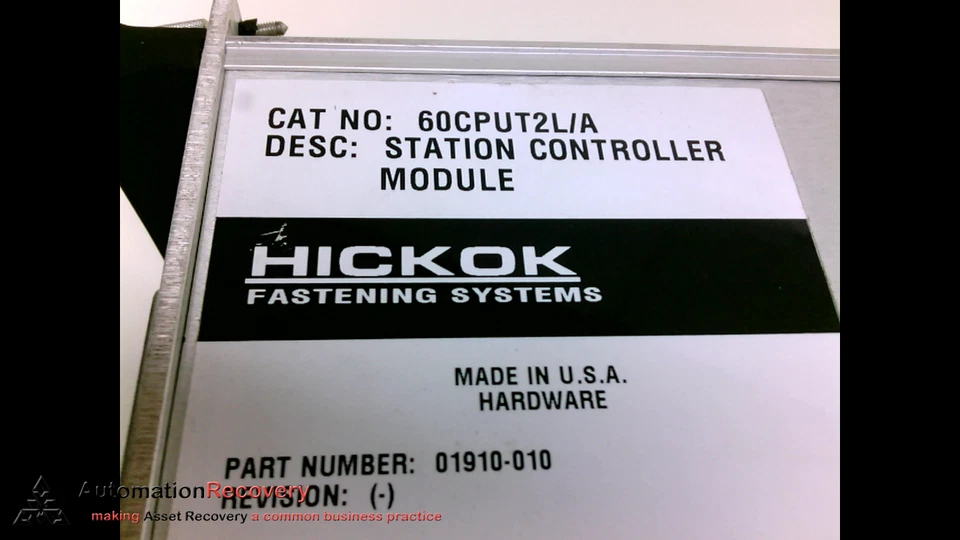 CAT NO: 60CPUT2L/A
DESC: STATION CONTROLLER
MODULE
HICKOK
FASTENING SYSTEMS
MADE IN U.S.A.
HARDWARE
PART NUMBER: 01910-010
REVISION: (-)
AutomationRecovery
making Asset Recovery a common business practice